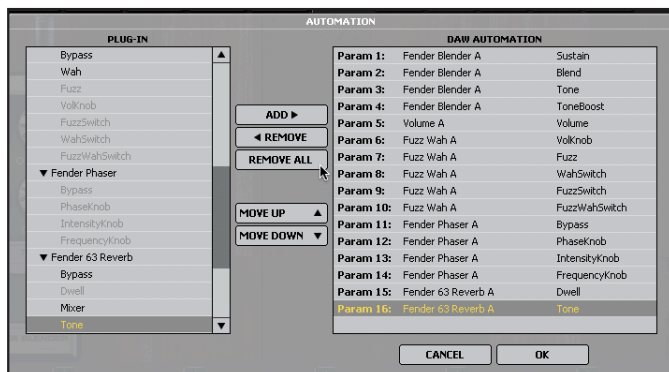 AUTOMATION
PLUG-IN
Bypass
Wah
Fuzz
VolKnob
FuzzSwitch
WahSwitch
FuzzWahSwitch
▼ Fender Phaser
Bypass
PhaseKnob
IntensityKnob
FrequencyKnob
▼ Fender 63 Reverb
Bypass
Dwell
Mixer
Tone
ADD ►
◄ REMOVE
REMOVE ALL
MOVE UP ▲
MOVE DOWN ▼
DAW AUTOMATION
Param 1: Fender Blender A Sustain
Param 2: Fender Blender A Blend
Param 3: Fender Blender A Tone
Param 4: Fender Blender A ToneBoost
Param 5: Volume A Volume
Param 6: Fuzz Wah A VolKnob
Param 7: Fuzz Wah A Fuzz
Param 8: Fuzz Wah A WahSwitch
Param 9: Fuzz Wah A FuzzSwitch
Param 10: Fuzz Wah A FuzzWahSwitch
Param 11: Fender Phaser A Bypass
Param 12: Fender Phaser A PhaseKnob
Param 13: Fender Phaser A IntensityKnob
Param 14: Fender Phaser A FrequencyKnob
Param 15: Fender 63 Reverb A Dwell
Param 16: Fender 63 Reverb A Tone
CANCEL
OK